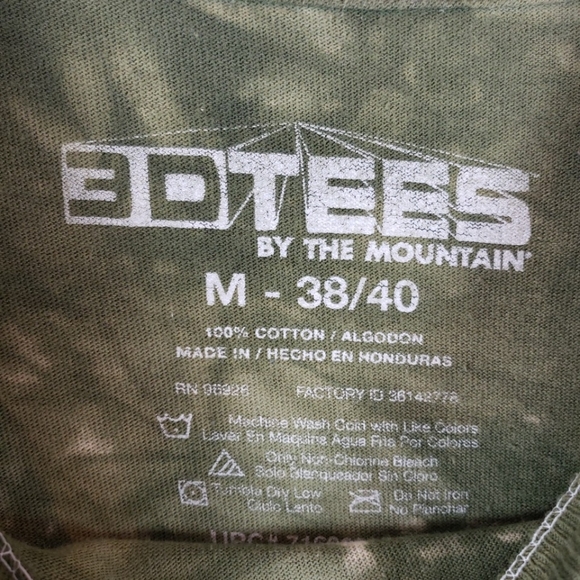 3DTEES
BY THE MOUNTAIN®
M - 38/40
100% COTTON / ALGODON
MADE IN / HECHO EN HONDURAS
RN 96926 FACTORY ID 36142778
Machine Wash Cold with Like Colors
Lavar En Maquina Agua Fria Por Colores
Only Non-Chlorine Bleach
Solo Blanqueador Sin Cloro
Tumble Dry Low
Ciclo Lento
Do Not Iron
No Planchar
UPC#